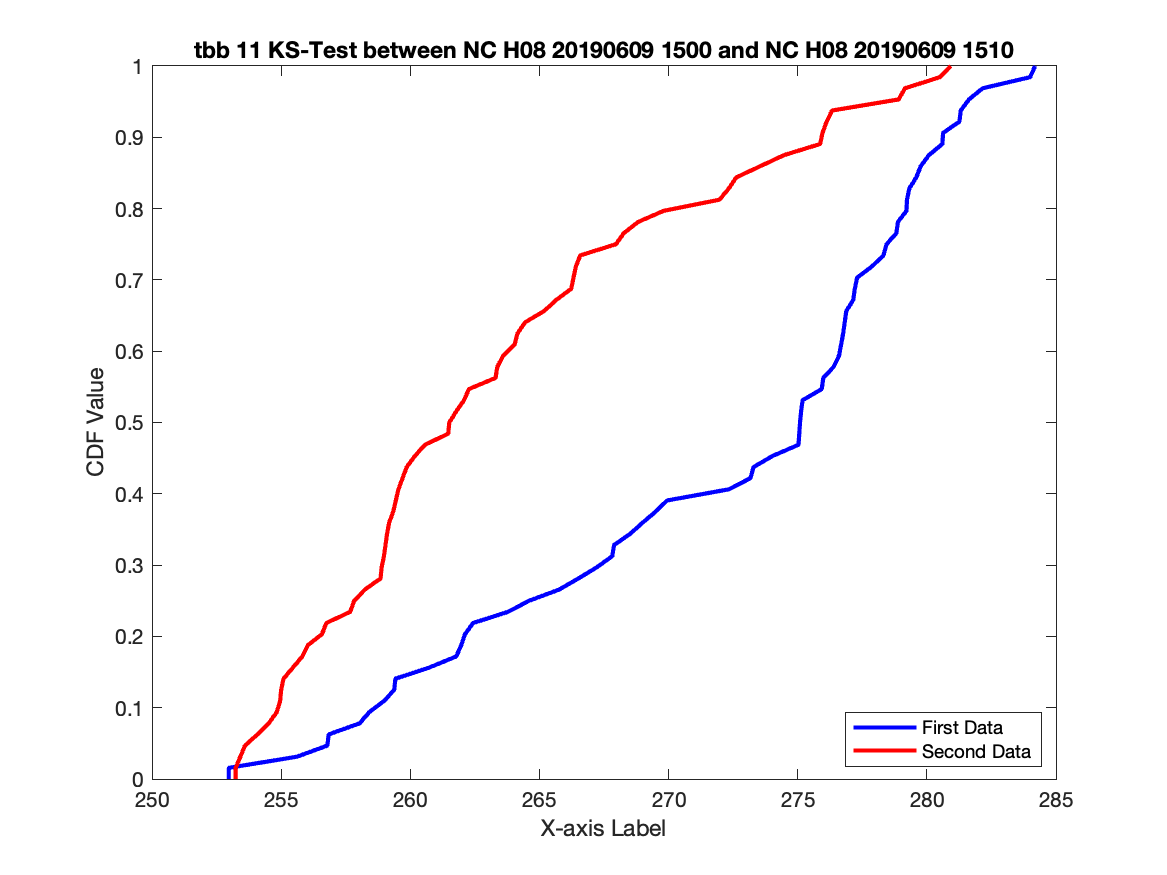 tbb 11 KS-Test between NC H08 20190609 1500 and NC H08 20190609 1510
1
0.9
0.8
0.7
0.6
0.5
0.4
0.3
0.2
0.1
0
CDF Value
250 255 260 265 270 275 280 285
X-axis Label
First Data
Second Data